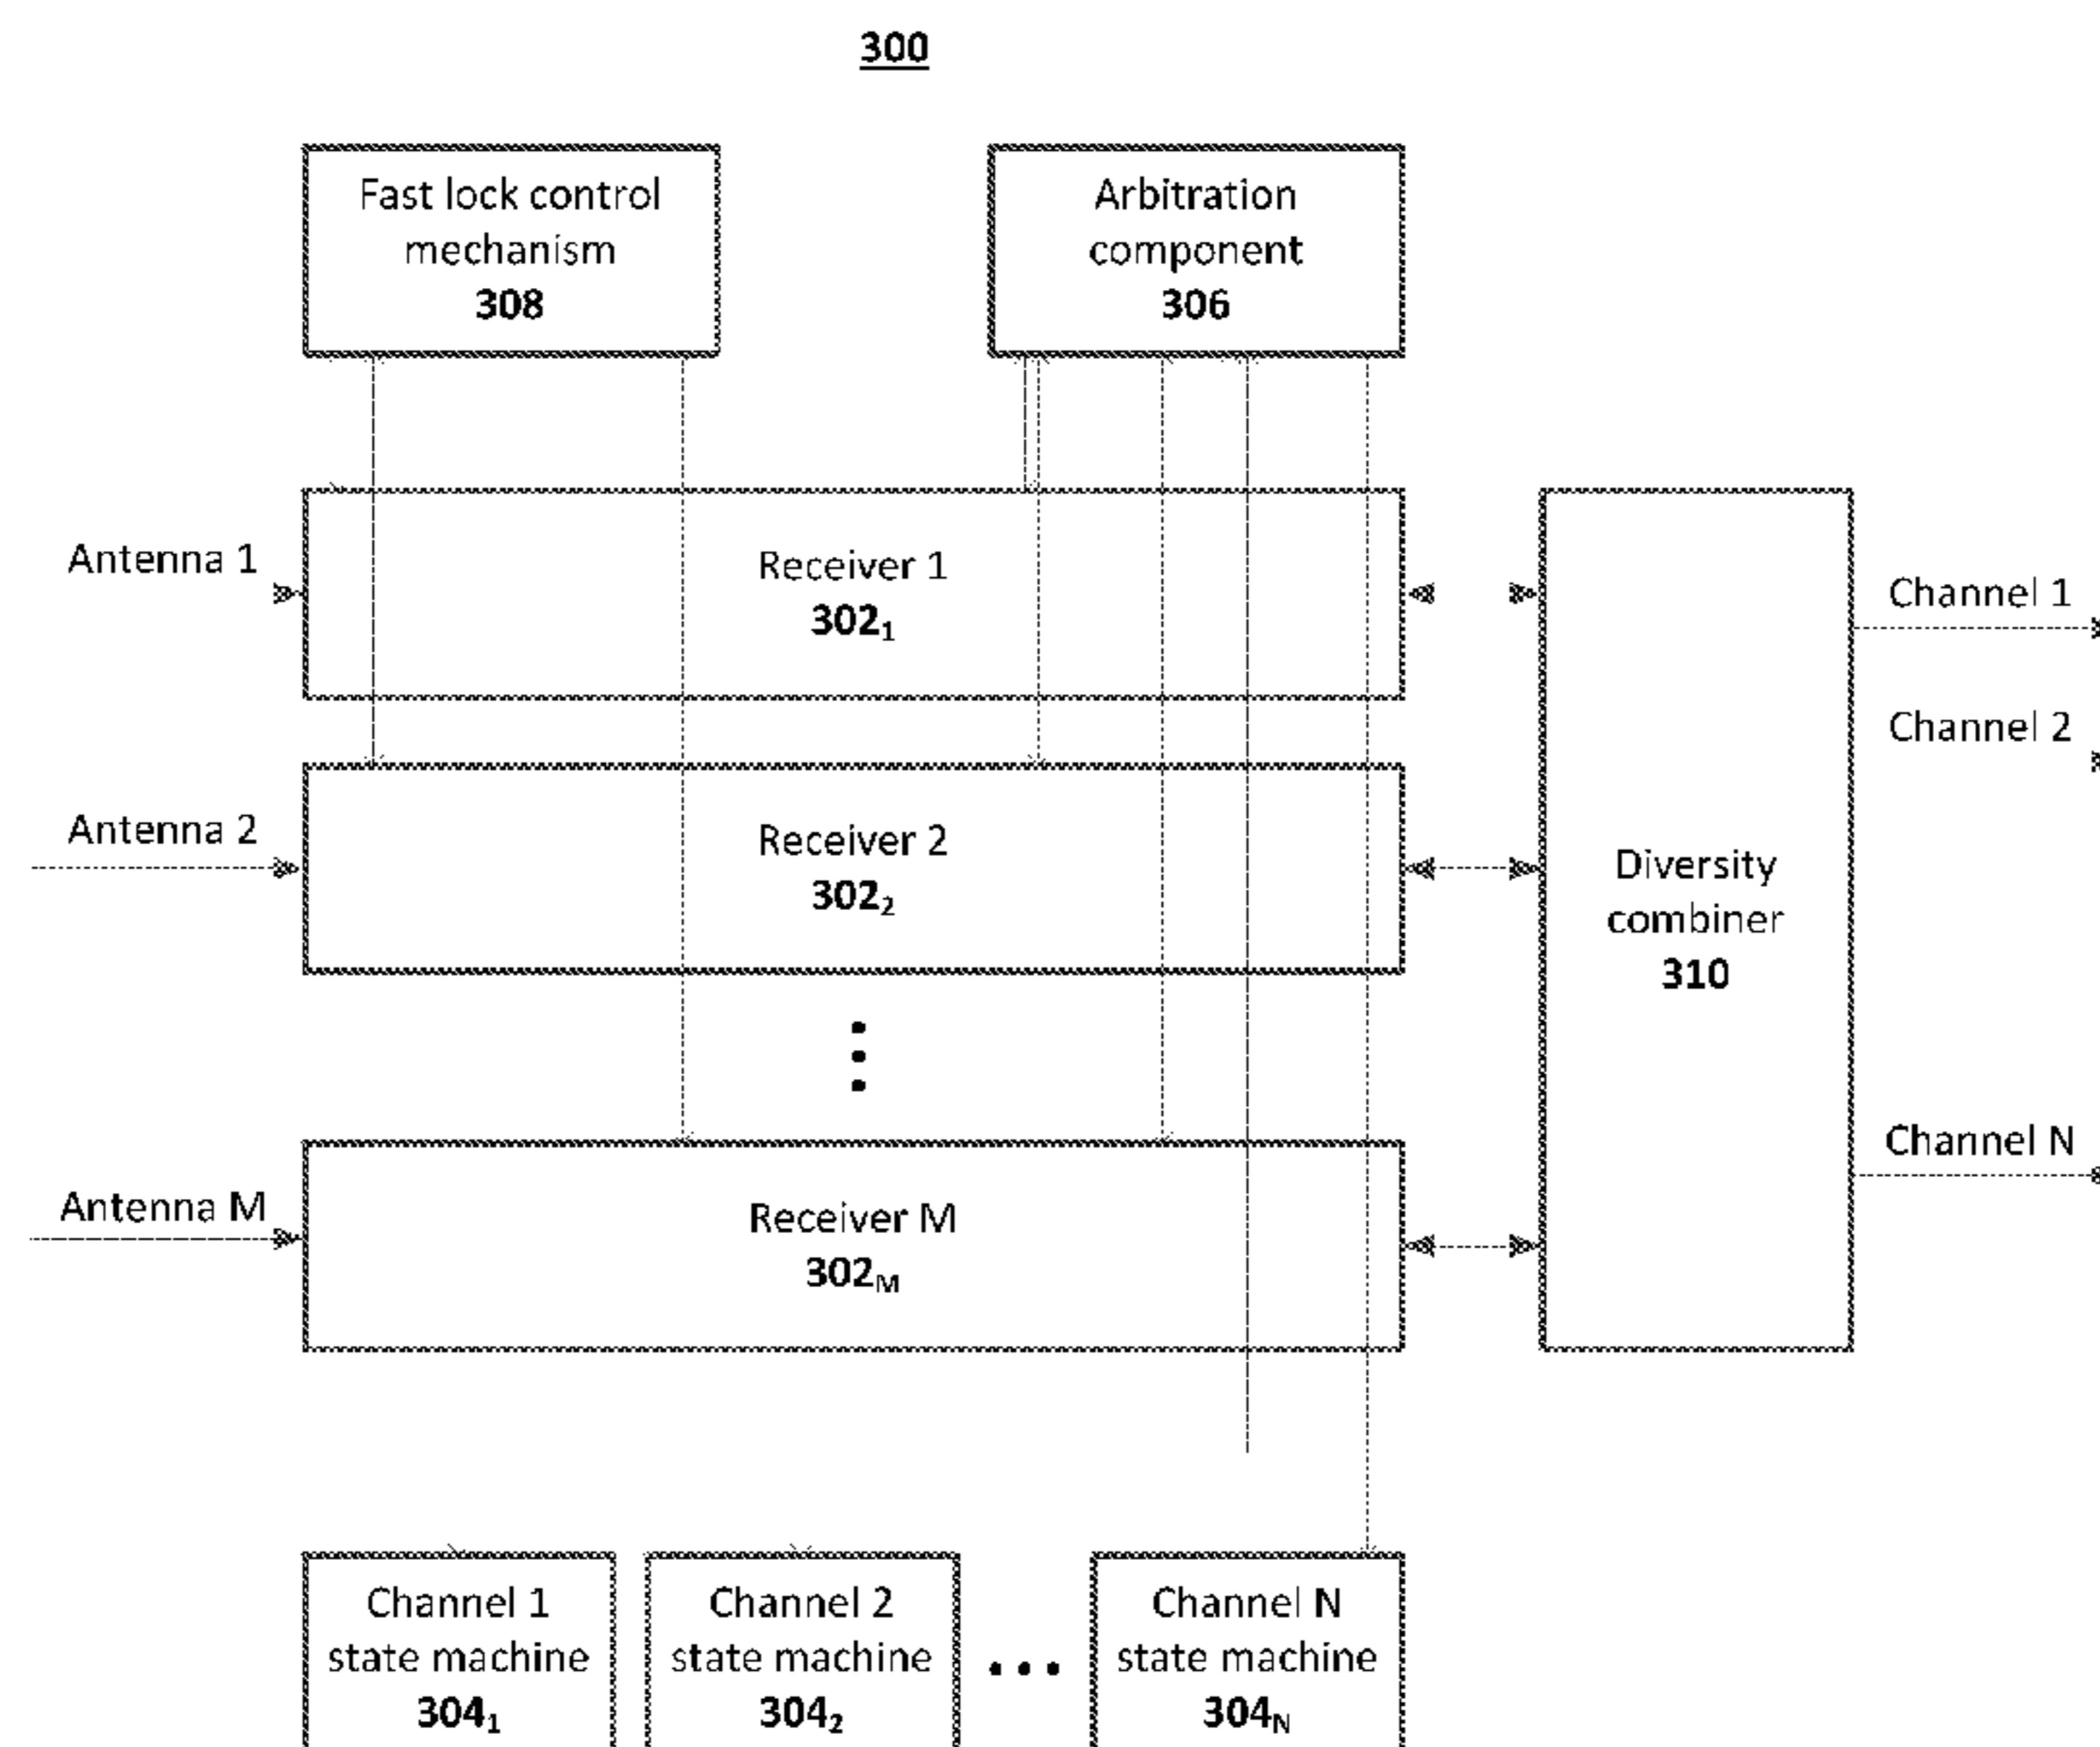 300
Fast lock control
mechanism
308
Arbitration
component
306
Antenna 1
Receiver 1
302₁
Channel 1
Channel 2
Antenna 2
Receiver 2
302₂
Diversity
combiner
310
Channel N
Antenna M
Receiver M
302M
Channel 1
state machine
304₁
Channel 2
state machine
304₂
Channel N
state machine
304N